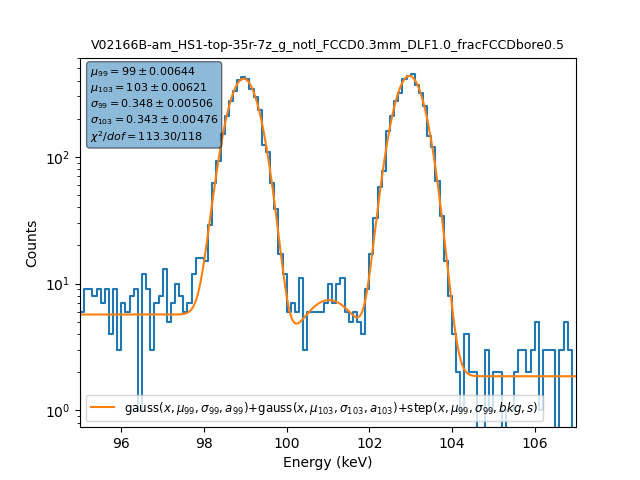 V02166B-am_HS1-top-35r-7z_g_notl_FCCD0.3mm_DLF1.0_fracFCCDbore0.5
μ₉₉ = 99 ± 0.00644
μ₁₀₃ = 103 ± 0.00621
σ₉₉ = 0.348 ± 0.00506
σ₁₀₃ = 0.343 ± 0.00476
χ²/dof = 113.30/118
10²
10¹
10⁰
Counts
gauss(x, μ₉₉, σ₉₉, a₉₉)+gauss(x, μ₁₀₃, σ₁₀₃, a₁₀₃)+step(x, μ₉₉, σ₉₉, bkg, s)
96 98 100 102 104 106
Energy (keV)